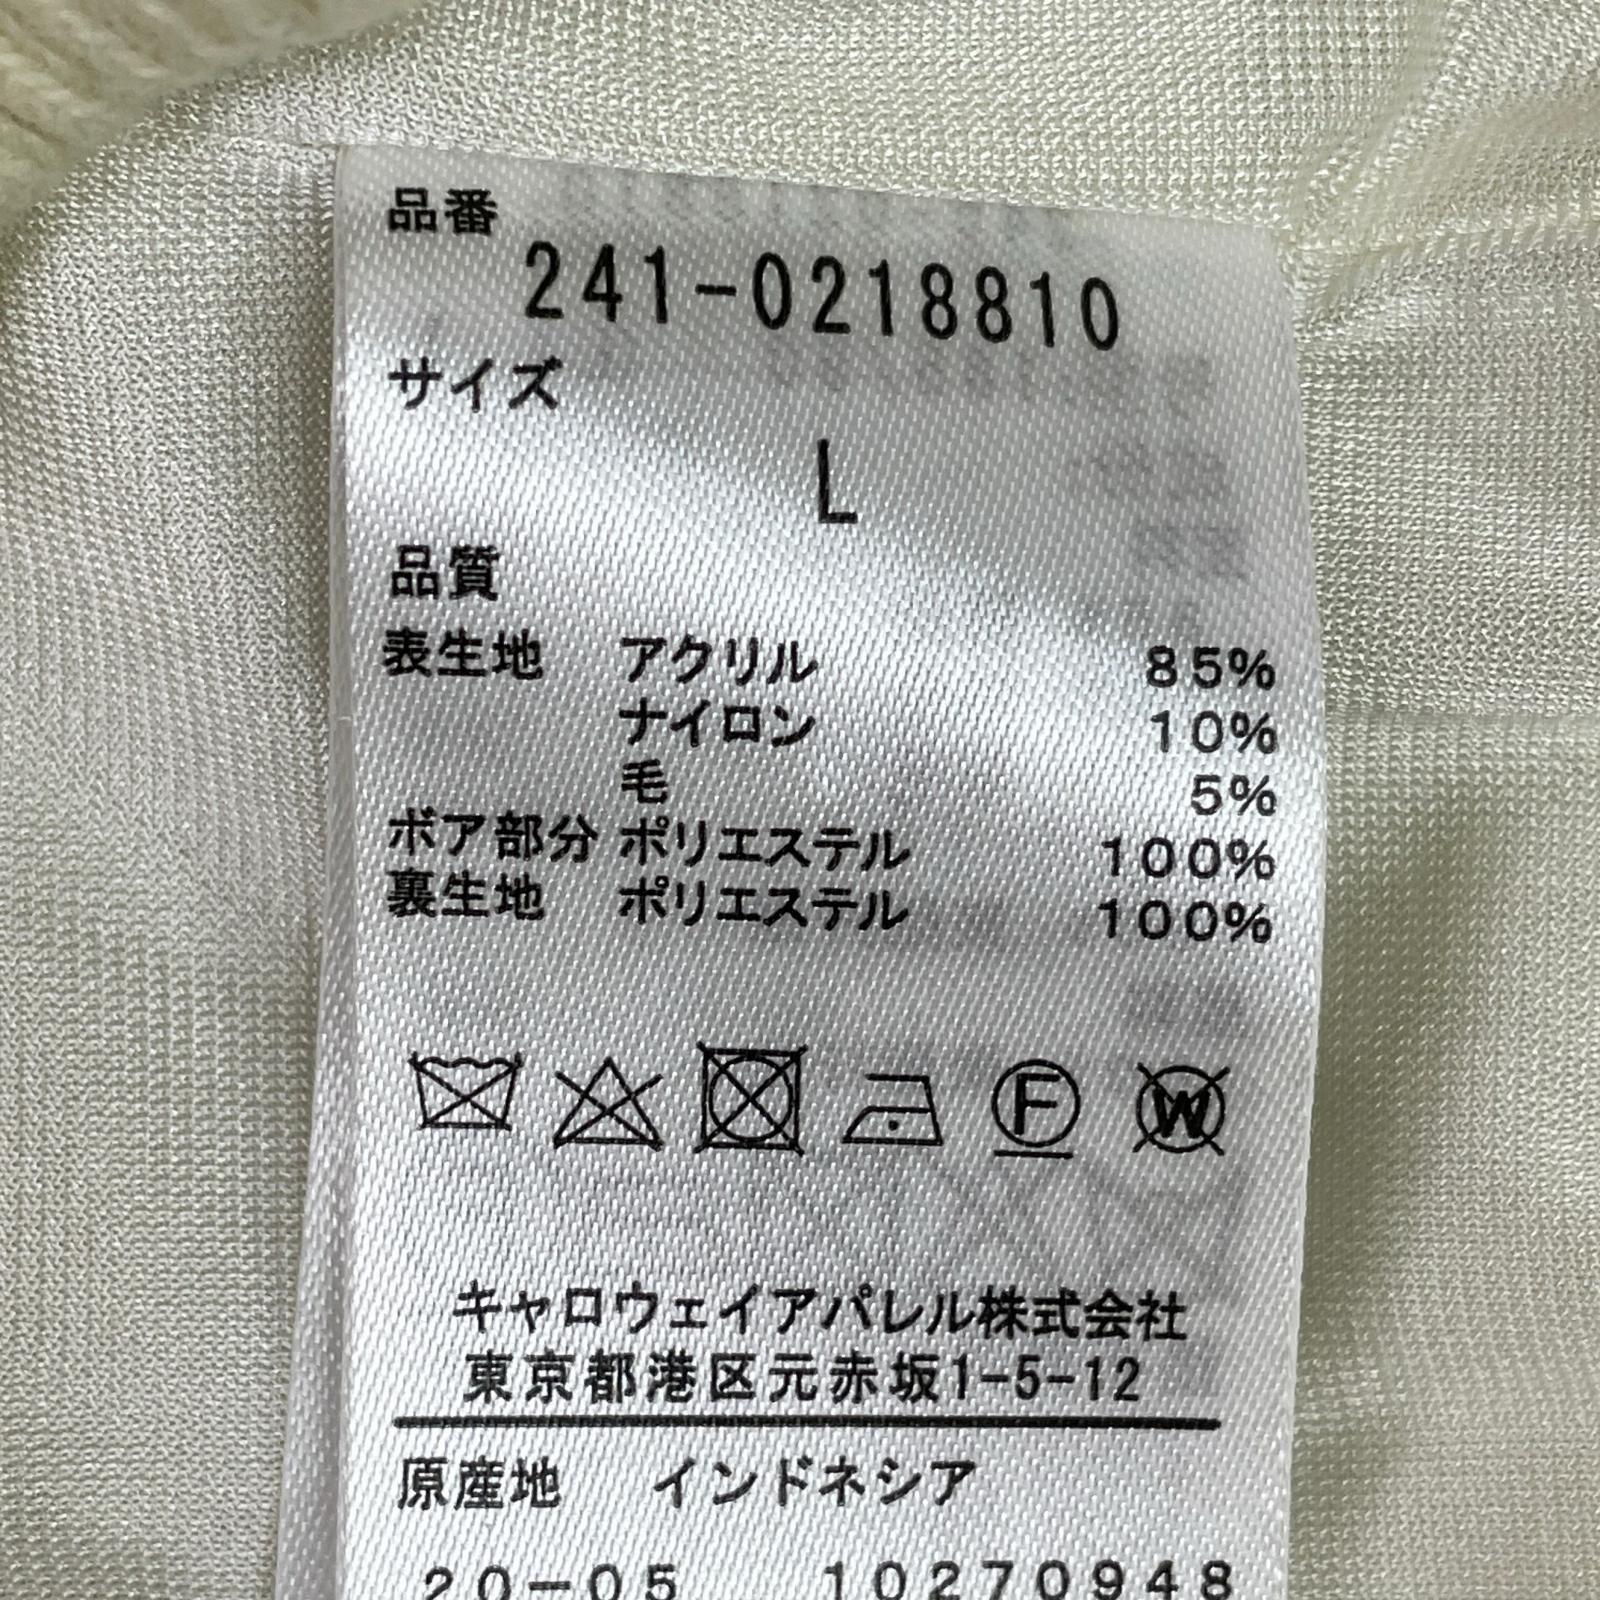 品番
241-0218810
サイズ
L
品質
表生地 アクリル 85%
ナイロン 10%
毛 5%
ボア部分 ポリエステル 100%
裏生地 ポリエステル 100%
F W
キャロウェイアパレル株式会社
東京都港区元赤坂1-5-12
原産地 インドネシア
20-05 10270948